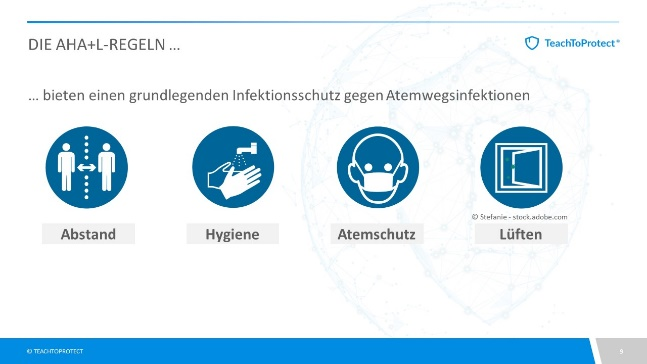 DIE AHA+L-REGELN ...
TeachToProtect®
... bieten einen grundlegenden Infektionsschutz gegen Atemwegsinfektionen
© Stefanie - stock.adobe.com
Abstand
Hygiene
Atemschutz
Lüften
© TEACHTOPROTECT
9